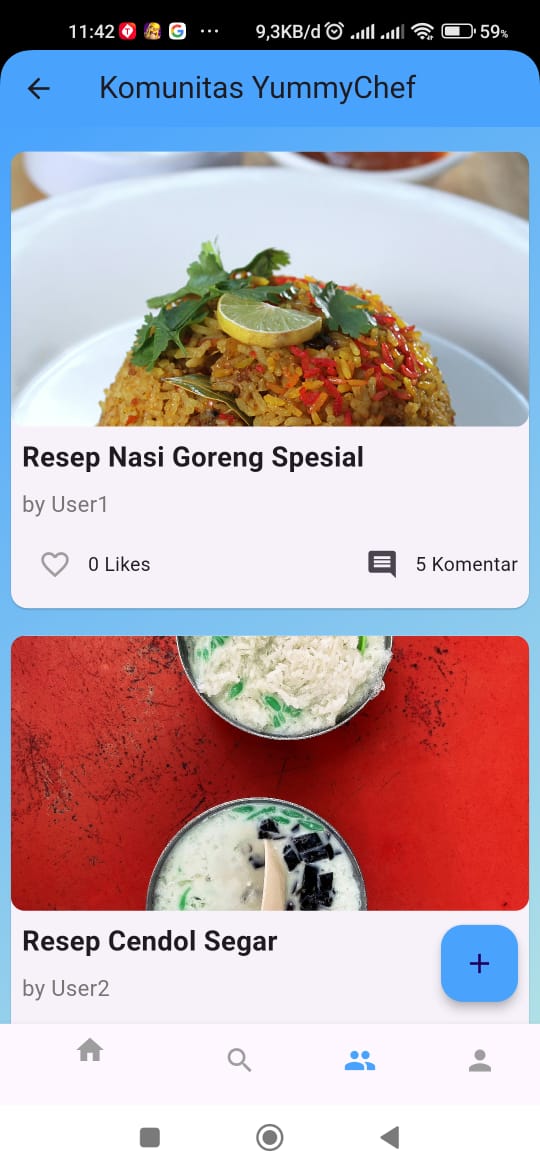 11:42
9,3KB/d
59%
Komunitas YummyChef
Resep Nasi Goreng Spesial
by User1
0 Likes
5 Komentar
Resep Cendol Segar
by User2